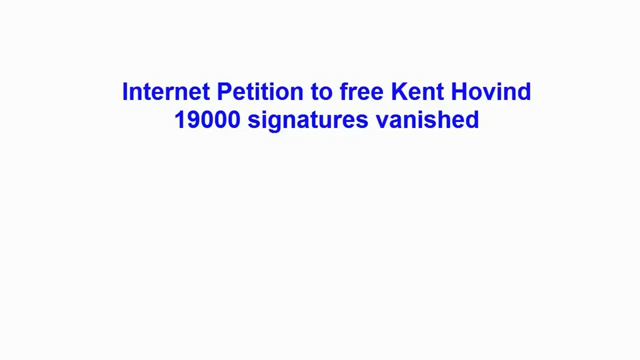 Internet Petition to free Kent Hovind
19000 signatures vanished